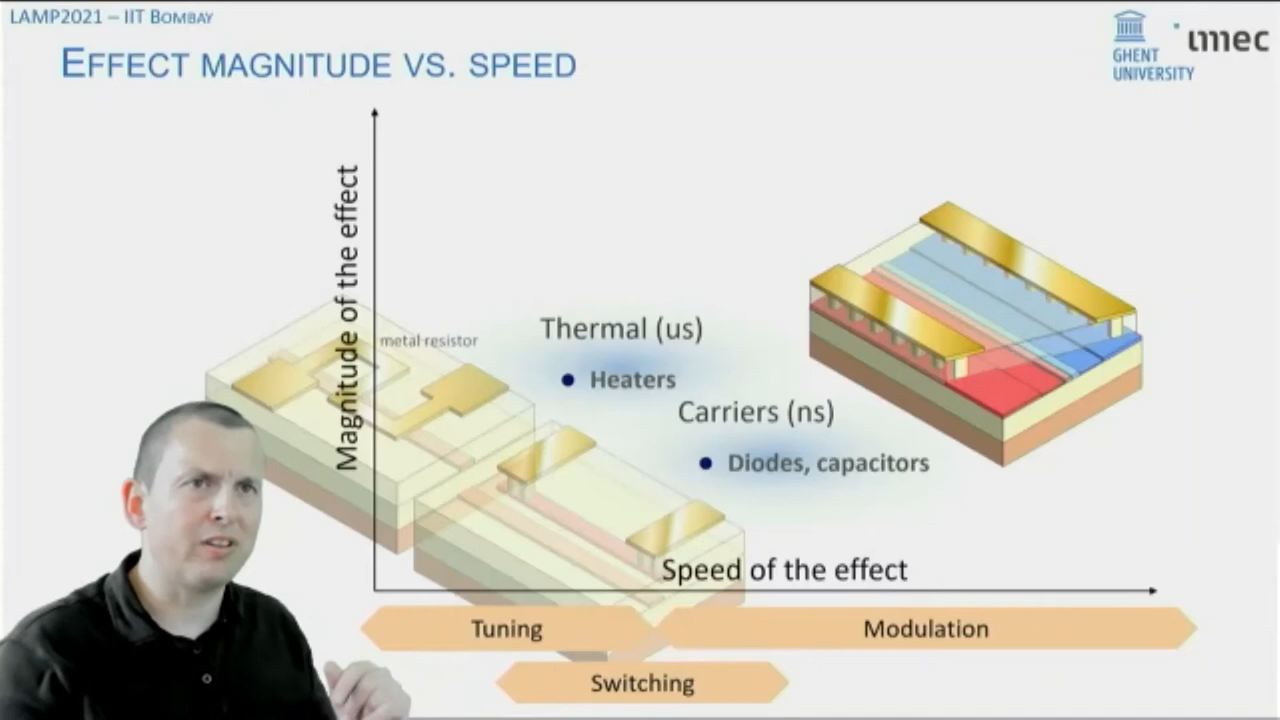 LAMP2021 – IIT BOMBAY
EFFECT MAGNITUDE VS. SPEED
GHENT
UNIVERSITY
imec
Magnitude of the effect
metal resistor
Thermal (us)
● Heaters
Carriers (ns)
● Diodes, capacitors
Speed of the effect
Tuning
Modulation
Switching